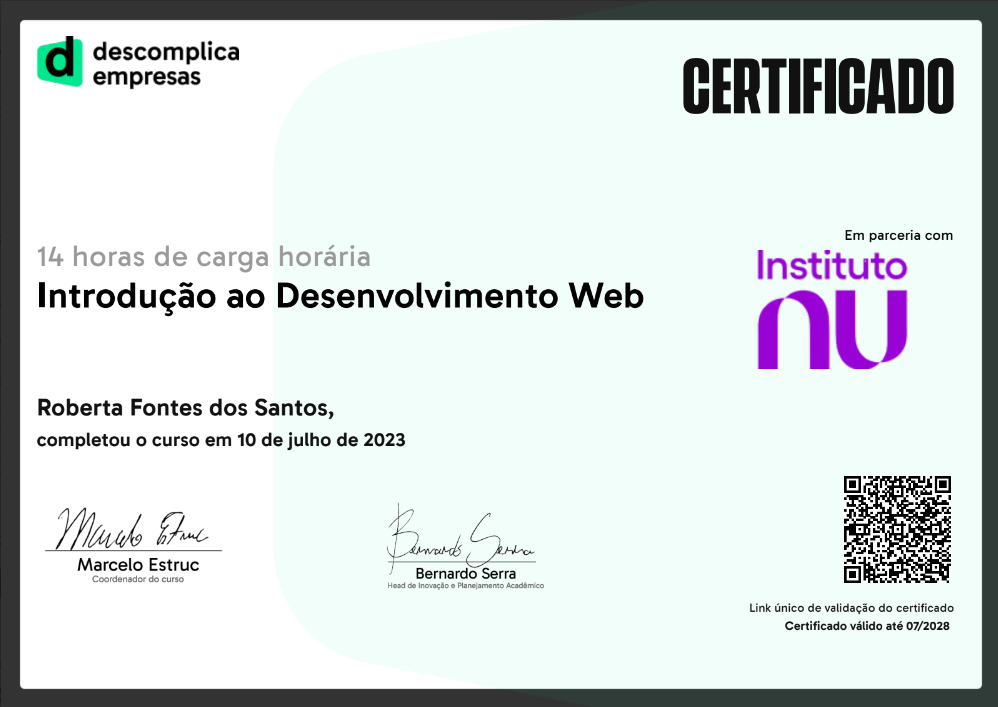 descomplica
empresas
CERTIFICADO
14 horas de carga horária
Introdução ao Desenvolvimento Web
Em parceria com
Instituto
nu
Roberta Fontes dos Santos,
completou o curso em 10 de julho de 2023
Marcelo Estruc
Marcelo Estruc
Coordenador do curso
Bernardo Serra
Bernardo Serra
Head de Inovação e Planejamento Acadêmico
Link único de validação do certificado
Certificado válido até 07/2028